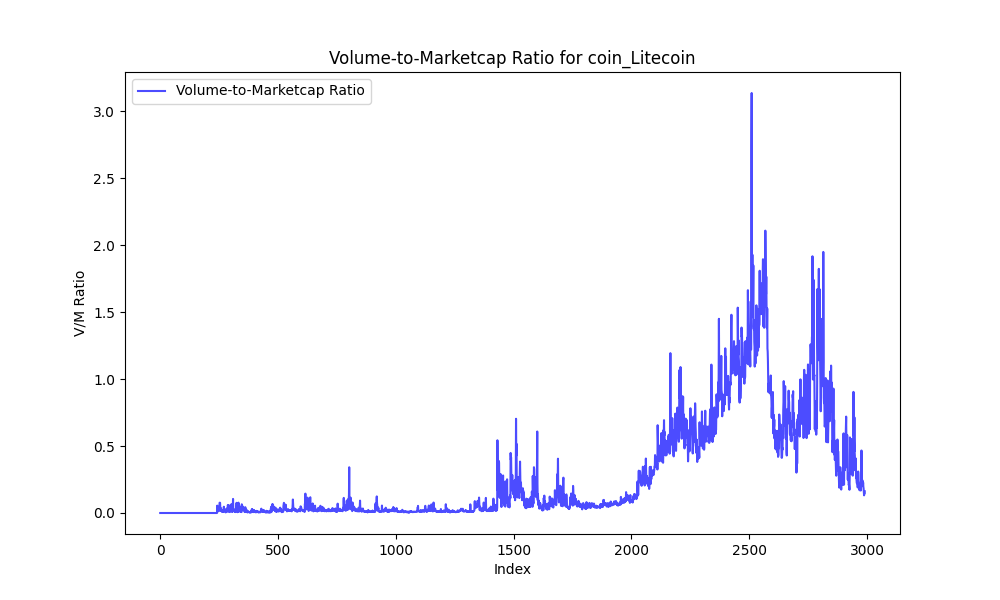 Volume-to-Marketcap Ratio for coin_Litecoin
Volume-to-Marketcap Ratio
3.0
2.5
2.0
1.5
1.0
0.5
0.0
V/M Ratio
0 500 1000 1500 2000 2500 3000
Index